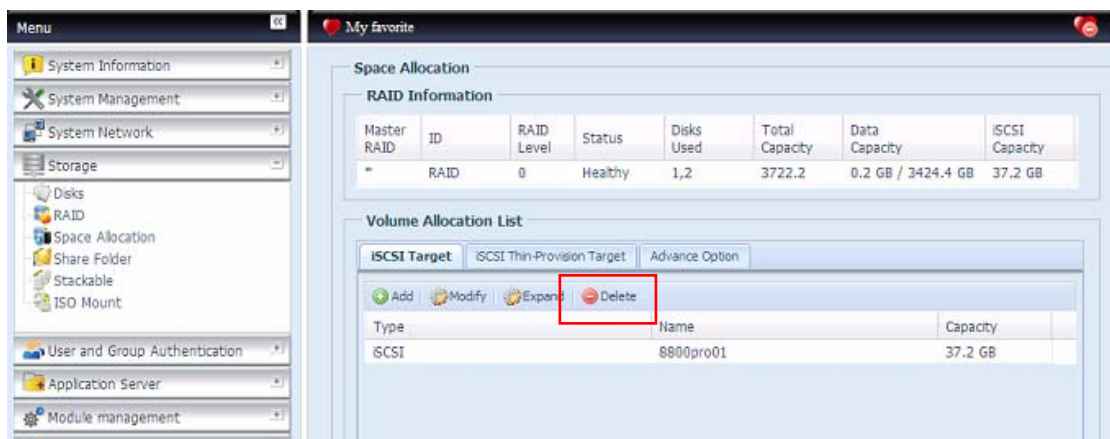 Menu
System Information
System Management
System Network
Storage
Disks
RAID
Space Allocation
Share Folder
Stackable
ISO Mount
User and Group Authentication
Application Server
Module management
My favorite
Space Allocation
RAID Information
Master RAID ID RAID Level Status Disks Used Total Capacity Data Capacity iSCSI Capacity
* RAID 0 Healthy 1,2 3722.2 0.2 GB / 3424.4 GB 37.2 GB
Volume Allocation List
iSCSI Target iSCSI Thin-Provision Target Advance Option
Add Modify Expand Delete
Type Name Capacity
iSCSI 8800pro01 37.2 GB